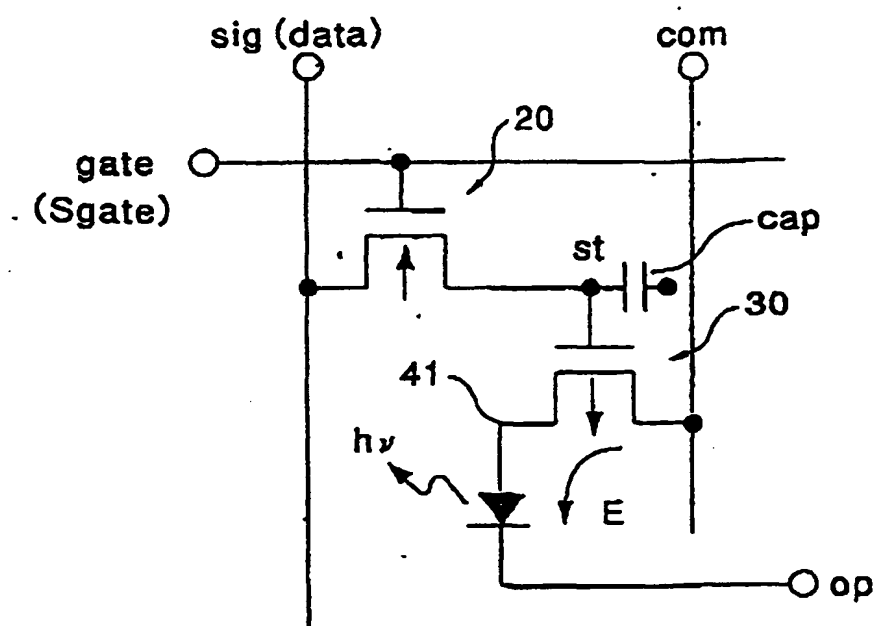 sig (data)
com
20
gate
(Sgate)
cap
st
30
41
hν
E
op